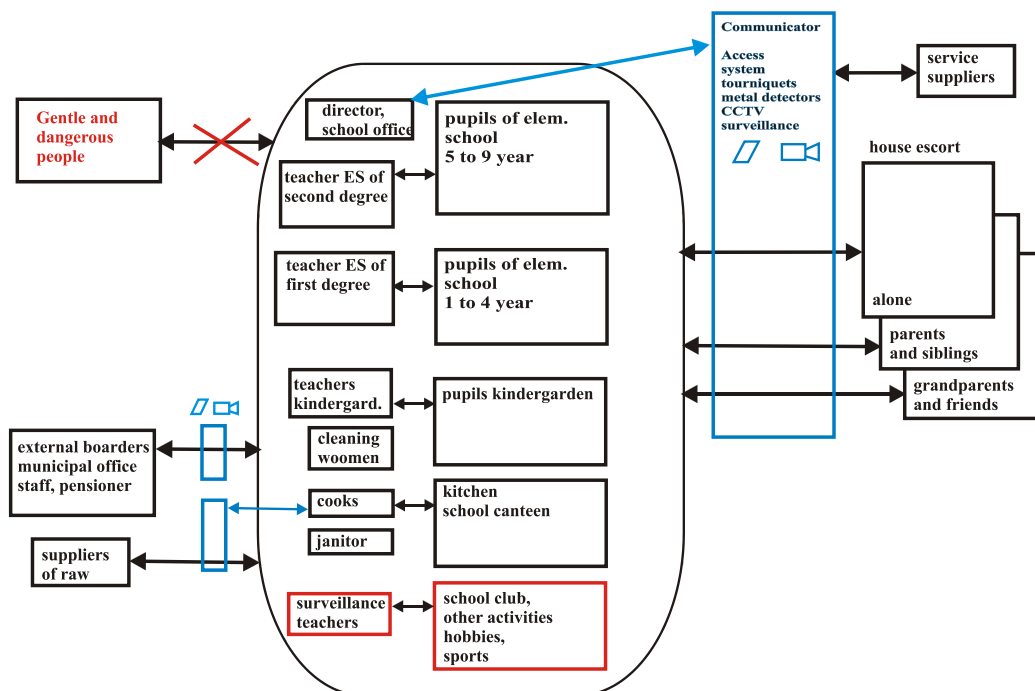 Communicator
Access
system
tourniquets
metal detectors
CCTV
surveillance
service
suppliers
Gentle and
dangerous
people
director,
school office
pupils of elem.
school
5 to 9 year
teacher ES of
second degree
house escort
alone
parents
and siblings
grandparents
and friends
teacher ES of
first degree
pupils of elem.
school
1 to 4 year
teachers
kindergard.
pupils kindergarden
cleaning
woomen
external boarders
municipal office
staff, pensioner
cooks
kitchen
school canteen
janitor
suppliers
of raw
surveillance
teachers
school club,
other activities
hobbies,
sports